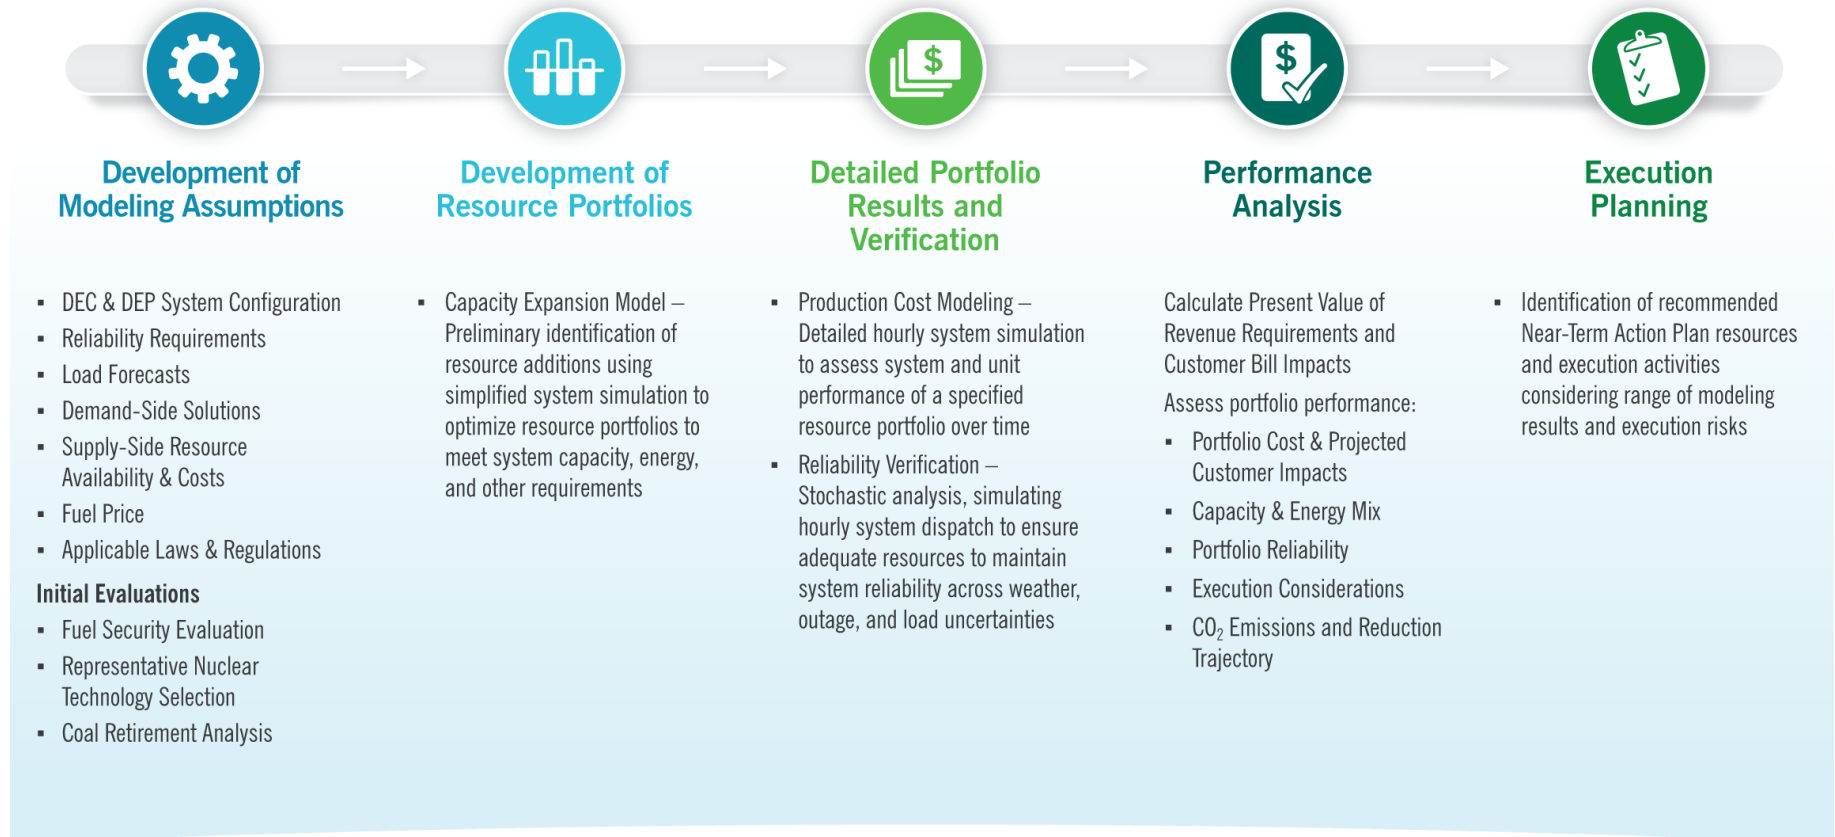 $
$
Development of
Modeling Assumptions
▪ DEC & DEP System Configuration
▪ Reliability Requirements
▪ Load Forecasts
▪ Demand-Side Solutions
▪ Supply-Side Resource
Availability & Costs
▪ Fuel Price
▪ Applicable Laws & Regulations
Initial Evaluations
▪ Fuel Security Evaluation
▪ Representative Nuclear
Technology Selection
▪ Coal Retirement Analysis
Development of
Resource Portfolios
▪ Capacity Expansion Model –
Preliminary identification of
resource additions using
simplified system simulation to
optimize resource portfolios to
meet system capacity, energy,
and other requirements
Detailed Portfolio
Results and
Verification
▪ Production Cost Modeling –
Detailed hourly system simulation
to assess system and unit
performance of a specified
resource portfolio over time
▪ Reliability Verification –
Stochastic analysis, simulating
hourly system dispatch to ensure
adequate resources to maintain
system reliability across weather,
outage, and load uncertainties
Performance
Analysis
Calculate Present Value of
Revenue Requirements and
Customer Bill Impacts
Assess portfolio performance:
▪ Portfolio Cost & Projected
Customer Impacts
▪ Capacity & Energy Mix
▪ Portfolio Reliability
▪ Execution Considerations
▪ CO₂ Emissions and Reduction
Trajectory
Execution
Planning
▪ Identification of recommended
Near-Term Action Plan resources
and execution activities
considering range of modeling
results and execution risks